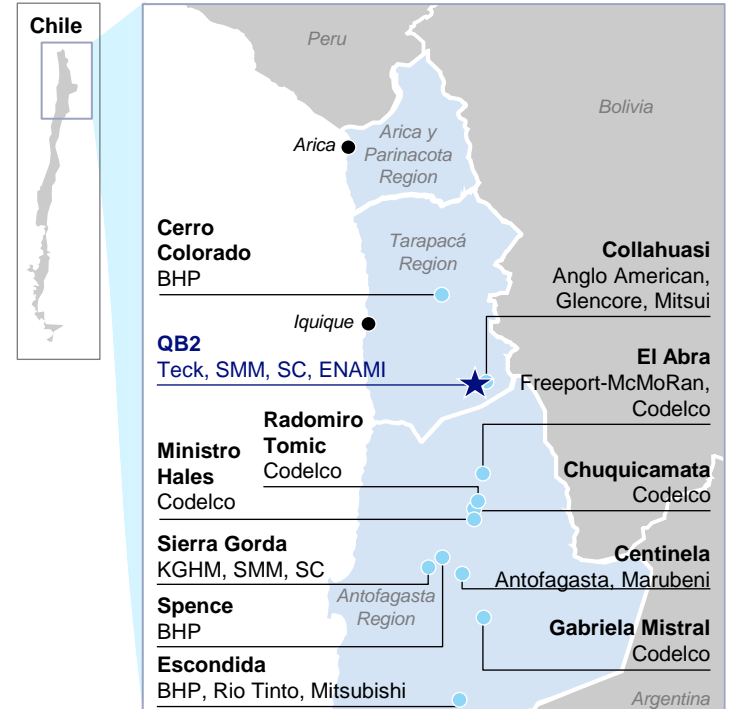 Chile
Peru
Bolivia
Arica
Arica y
Parinacota
Region
Cerro
Colorado
BHP
Tarapacá
Region
Collahuasi
Anglo American,
Glencore, Mitsui
Iquique
QB2
Teck, SMM, SC, ENAMI
El Abra
Freeport-McMoRan,
Codelco
Radomiro
Tomic
Codelco
Ministro
Hales
Codelco
Chuquicamata
Codelco
Sierra Gorda
KGHM, SMM, SC
Centinela
Antofagasta, Marubeni
Antofagasta
Region
Spence
BHP
Gabriela Mistral
Codelco
Escondida
BHP, Rio Tinto, Mitsubishi
Argentina